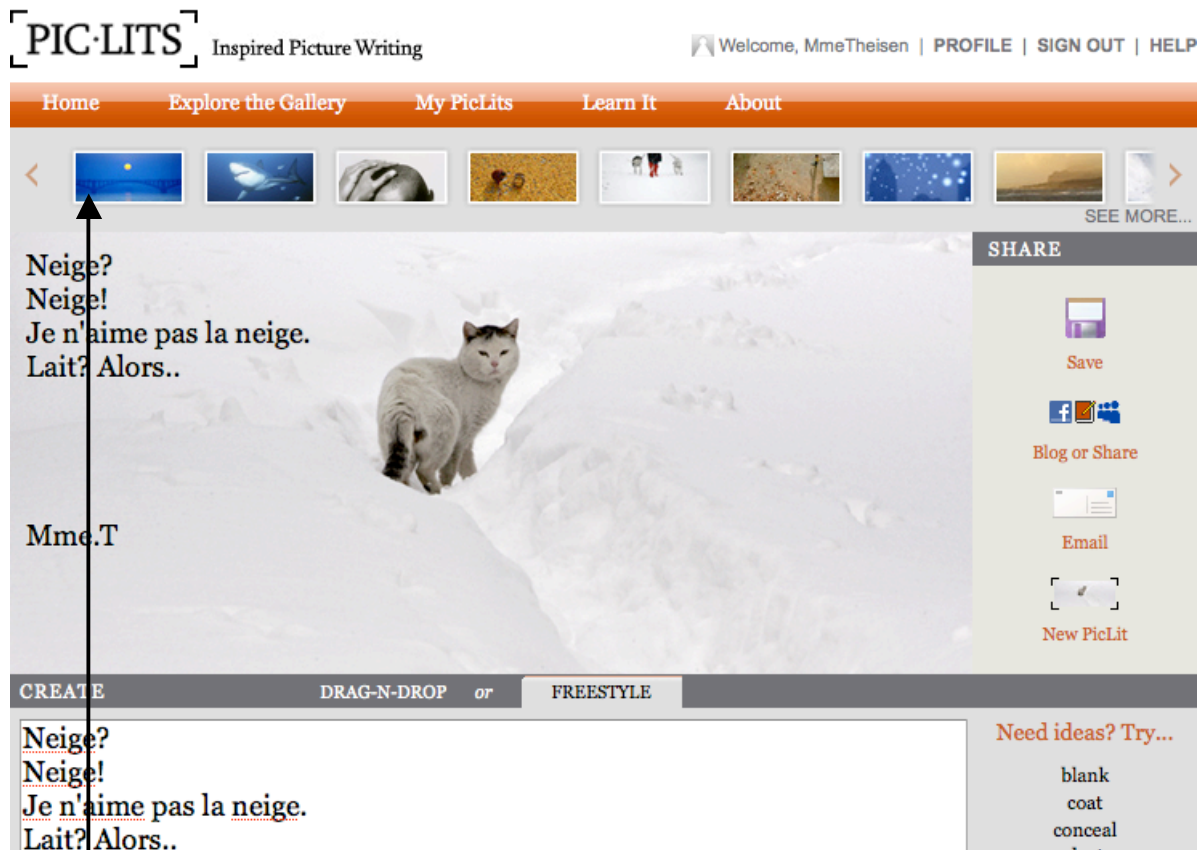 PIC·LITS Inspired Picture Writing
Welcome, MmeTheisen | PROFILE | SIGN OUT | HELP
Home Explore the Gallery My PicLits Learn It About
SEE MORE...
Neige?
Neige!
Je n'aime pas la neige.
Lait? Alors..
Mme.T
SHARE
Save
Blog or Share
Email
New PicLit
CREATE DRAG-N-DROP or FREESTYLE
Neige?
Neige!
Je n'aime pas la neige.
Lait? Alors..
Need ideas? Try...
blank
coat
conceal